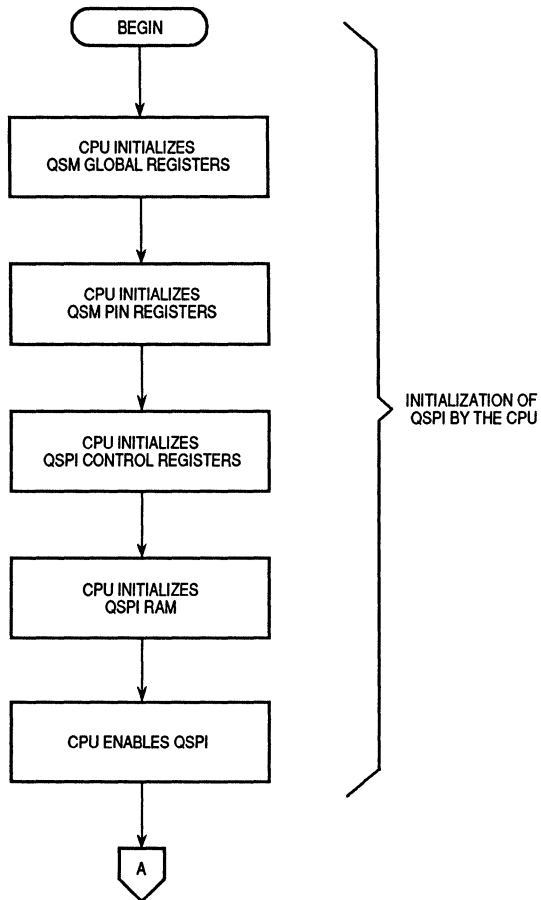 BEGIN
CPU INITIALIZES
QSM GLOBAL REGISTERS
CPU INITIALIZES
QSM PIN REGISTERS
CPU INITIALIZES
QSPI CONTROL REGISTERS
CPU INITIALIZES
QSPI RAM
CPU ENABLES QSPI
A
INITIALIZATION OF
QSPI BY THE CPU